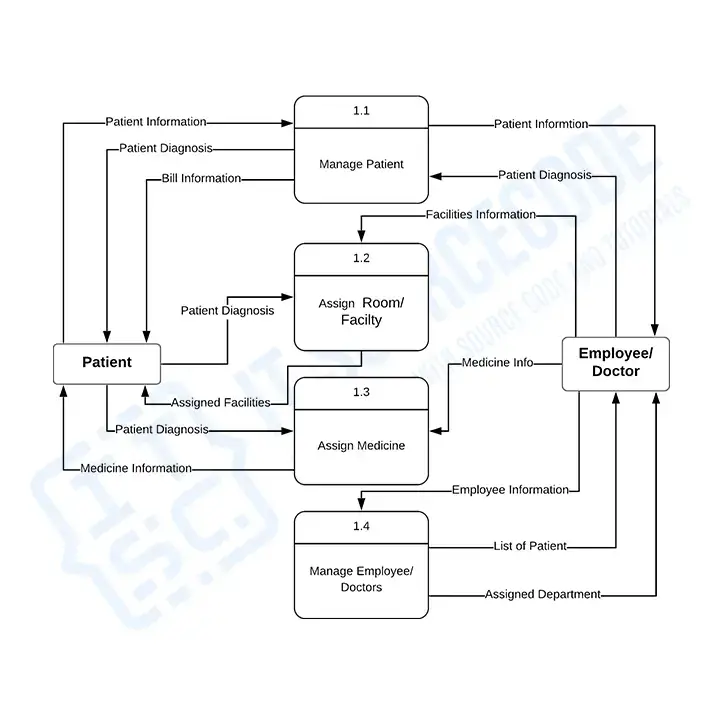 1.1
Patient Information
Patient Informtion
Patient Diagnosis
Manage Patient
Patient Diagnosis
Bill Information
Facilities Information
1.2
Assign Room/
Facilty
Patient Diagnosis
Patient
Employee/
Doctor
Medicine Info
1.3
Assigned Facilities
Patient Diagnosis
Assign Medicine
Medicine Information
Employee Information
1.4
List of Patient
Manage Employee/
Doctors
Assigned Department
IT SOURCECODE